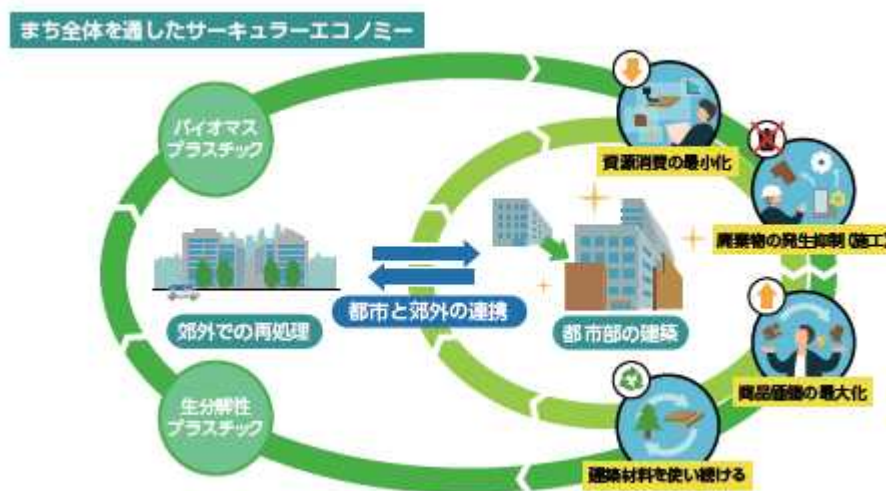 まち全体を通したサーキュラーエコノミー
バイオマス
プラスチック
資源消費の最小化
廃棄物の発生抑制(施工)
郊外での再処理
都市と郊外の連携
都市部の建築
商品価値の最大化
生分解性
プラスチック
建築材料を使い続ける